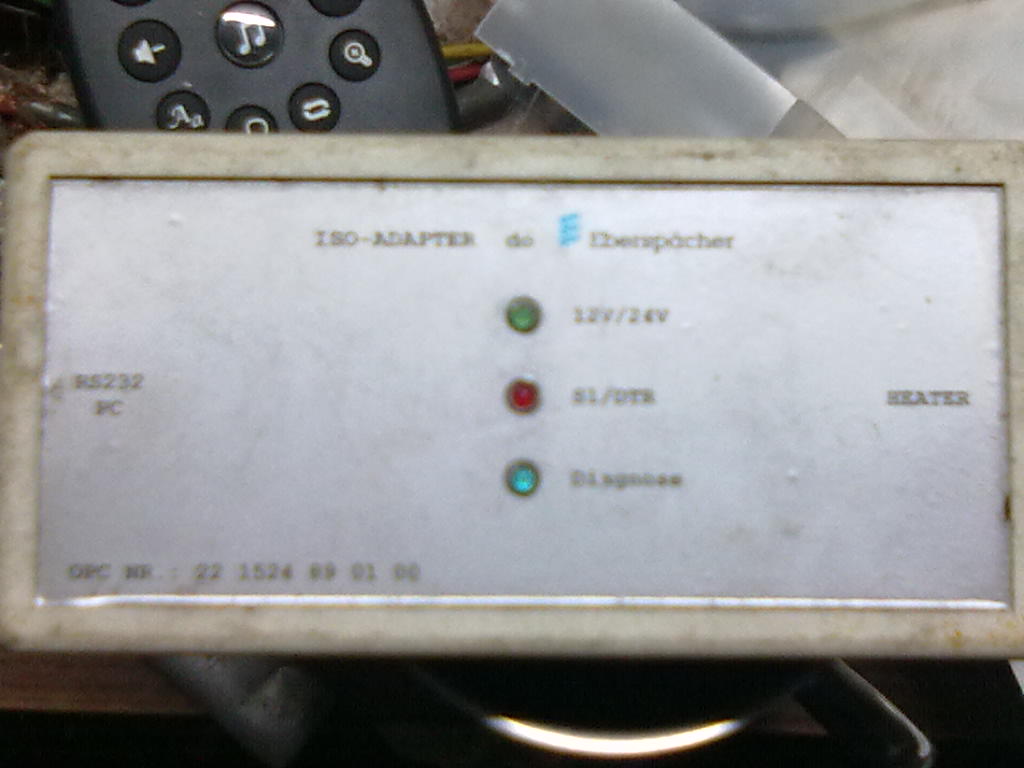 Aa
ISO-ADAPTER do Eberspächer
12V/24V
RS232
PC
S1/DTR
HEATER
Diagnose
OPC NR.: 22 1524 89 01 00